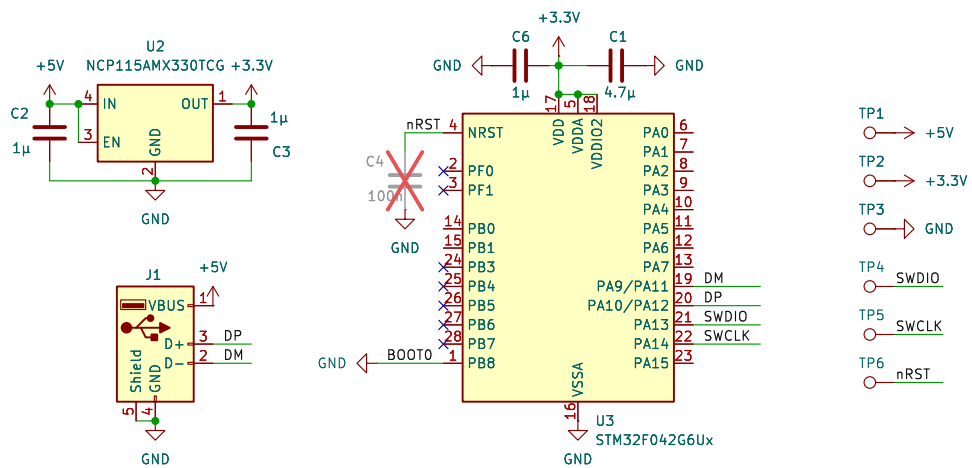 U2
NCP115AMX330TCG
+5V
+3.3V
C2
1µ
4
IN
OUT
1
3
EN
GND
2
1µ
C3
GND
J1
+5V
VBUS
1
D+
3
DP
D-
2
DM
Shield
GND
5
4
GND
+3.3V
C6
C1
GND
GND
1µ
4.7µ
17
5
18
VDD
VDDA
VDDIO2
nRST
4
NRST
C4
100n
GND
2
PF0
3
PF1
14
PB0
15
PB1
24
PB3
25
PB4
26
PB5
27
PB6
28
PB7
GND
BOOT0
1
PB8
PA0
6
PA1
7
PA2
8
PA3
9
PA4
10
PA5
11
PA6
12
PA7
13
PA9/PA11
19
DM
PA10/PA12
20
DP
PA13
21
SWDIO
PA14
22
SWCLK
PA15
23
VSSA
16
GND
U3
STM32F042G6Ux
TP1
+5V
TP2
+3.3V
TP3
GND
TP4
SWDIO
TP5
SWCLK
TP6
nRST